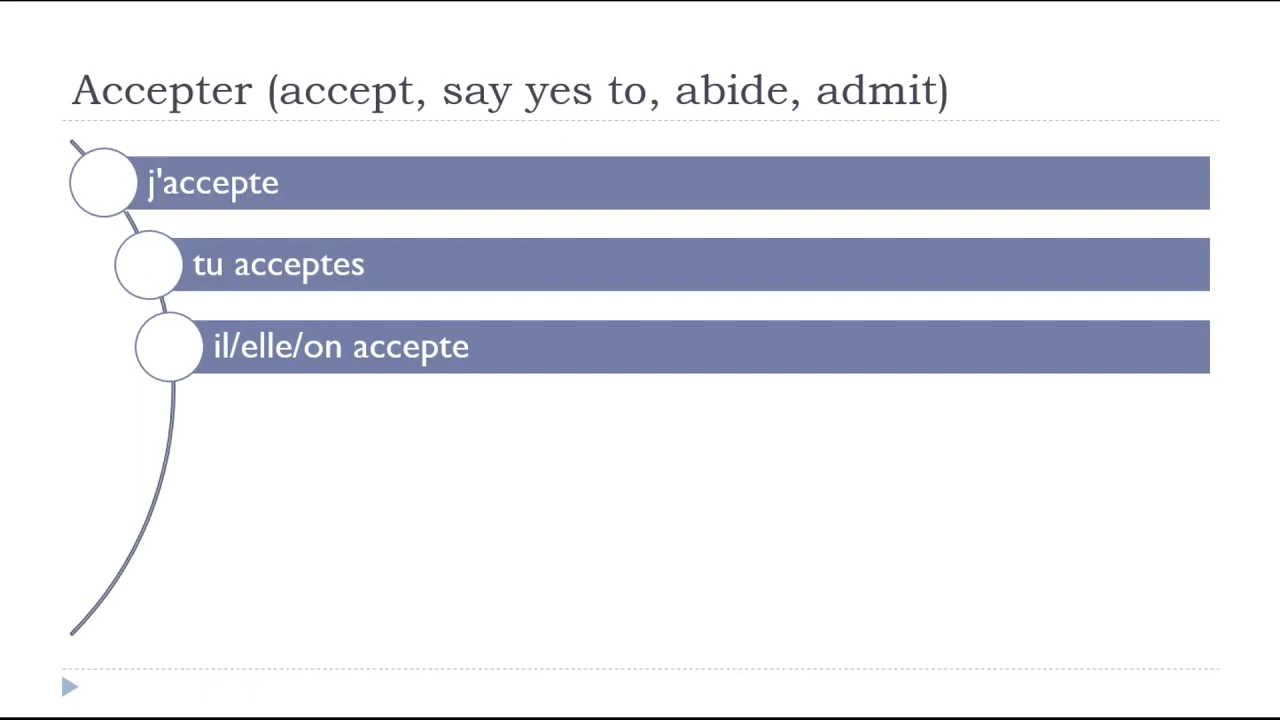 Accepter (accept, say yes to, abide, admit)
j'accepte
tu acceptes
il/elle/on accepte